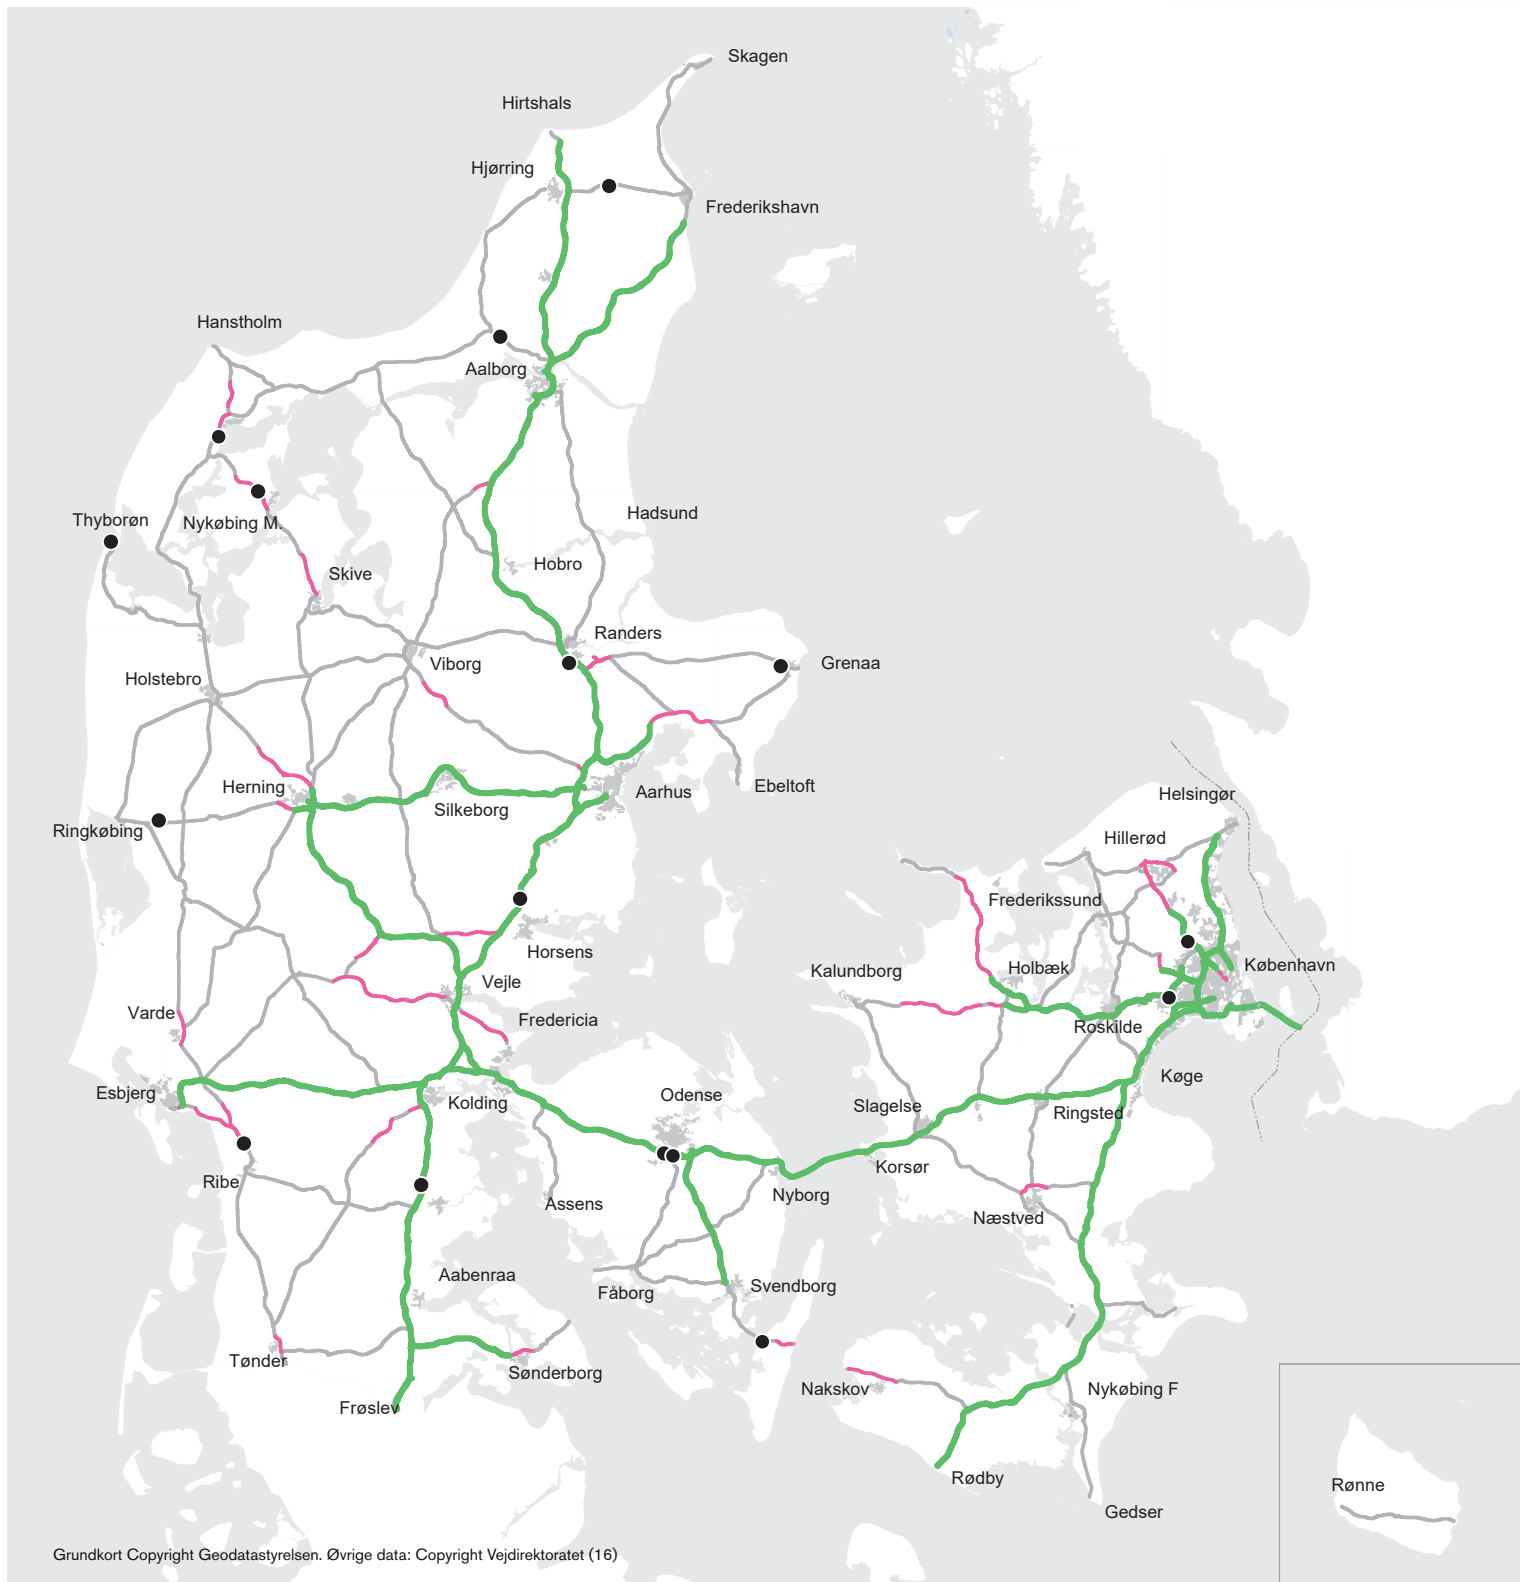 Skagen
Hirtshals
Hjørring
Frederikshavn
Hanstholm
Aalborg
Thyborøn
Nykøbing M.
Hadsund
Hobro
Skive
Randers
Viborg
Grenaa
Holstebro
Herning
Silkeborg
Aarhus
Ebeltoft
Helsingør
Ringkøbing
Hillerød
Frederikssund
Horsens
Holbæk
København
Kalundborg
Vejle
Varde
Fredericia
Roskilde
Esbjerg
Kolding
Odense
Køge
Slagelse
Ringsted
Korsør
Ribe
Nyborg
Assens
Næstved
Aabenraa
Svendborg
Fåborg
Tønder
Sønderborg
Nakskov
Nykøbing F
Frøslev
Rødby
Rønne
Gedser
Grundkort Copyright Geodatastyrelsen. Øvrige data: Copyright Vejdirektoratet (16)